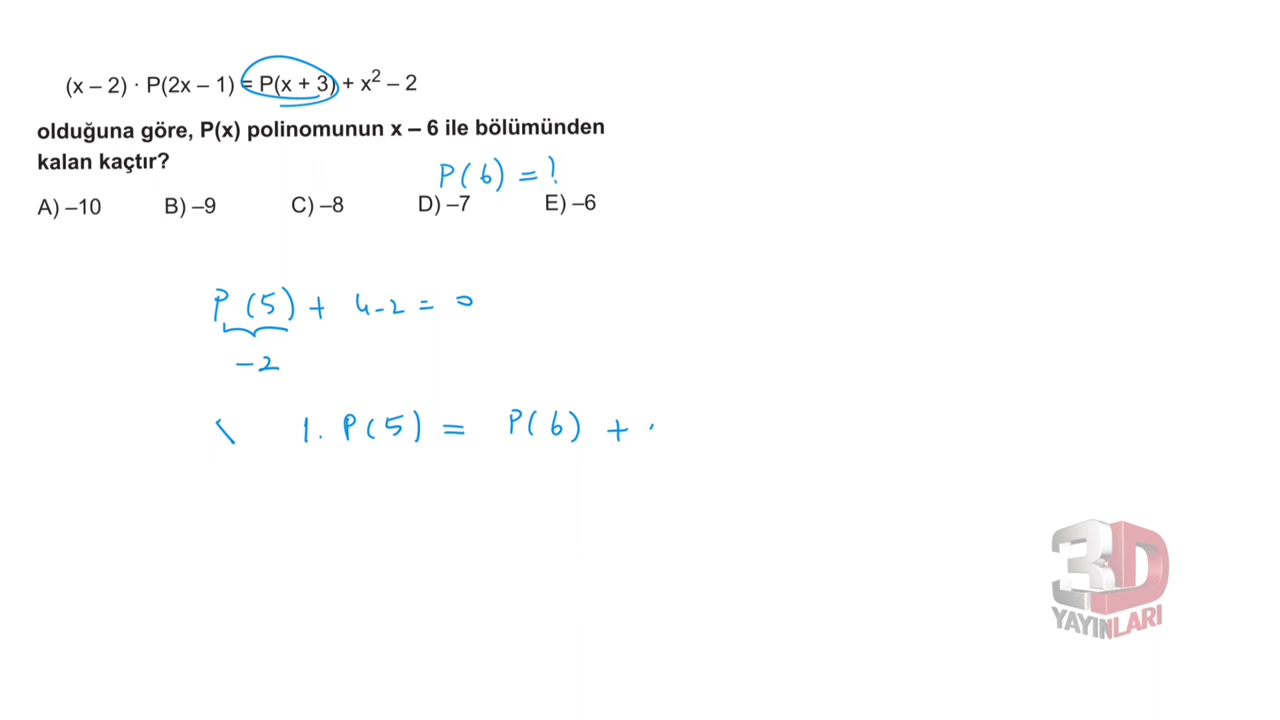 (x – 2) · P(2x – 1) = P(x + 3) + x² – 2
olduğuna göre, P(x) polinomunun x – 6 ile bölümünden
kalan kaçtır?
P(6) = ?
A) –10 B) –9 C) –8 D) –7 E) –6
P(5) + 4-2 = 0
-2
1. P(5) = P(6) +
3D
YAYINLARI